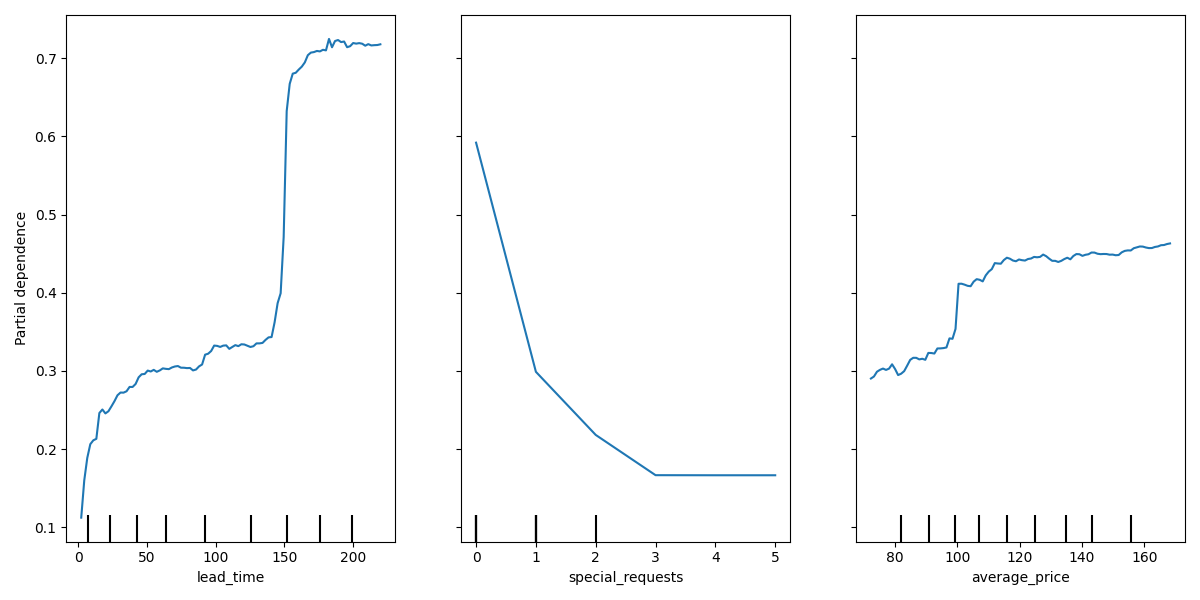 Partial dependence
0.7
0.6
0.5
0.4
0.3
0.2
0.1
0 50 100 150 200
lead_time
0 1 2 3 4 5
special_requests
80 100 120 140 160
average_price